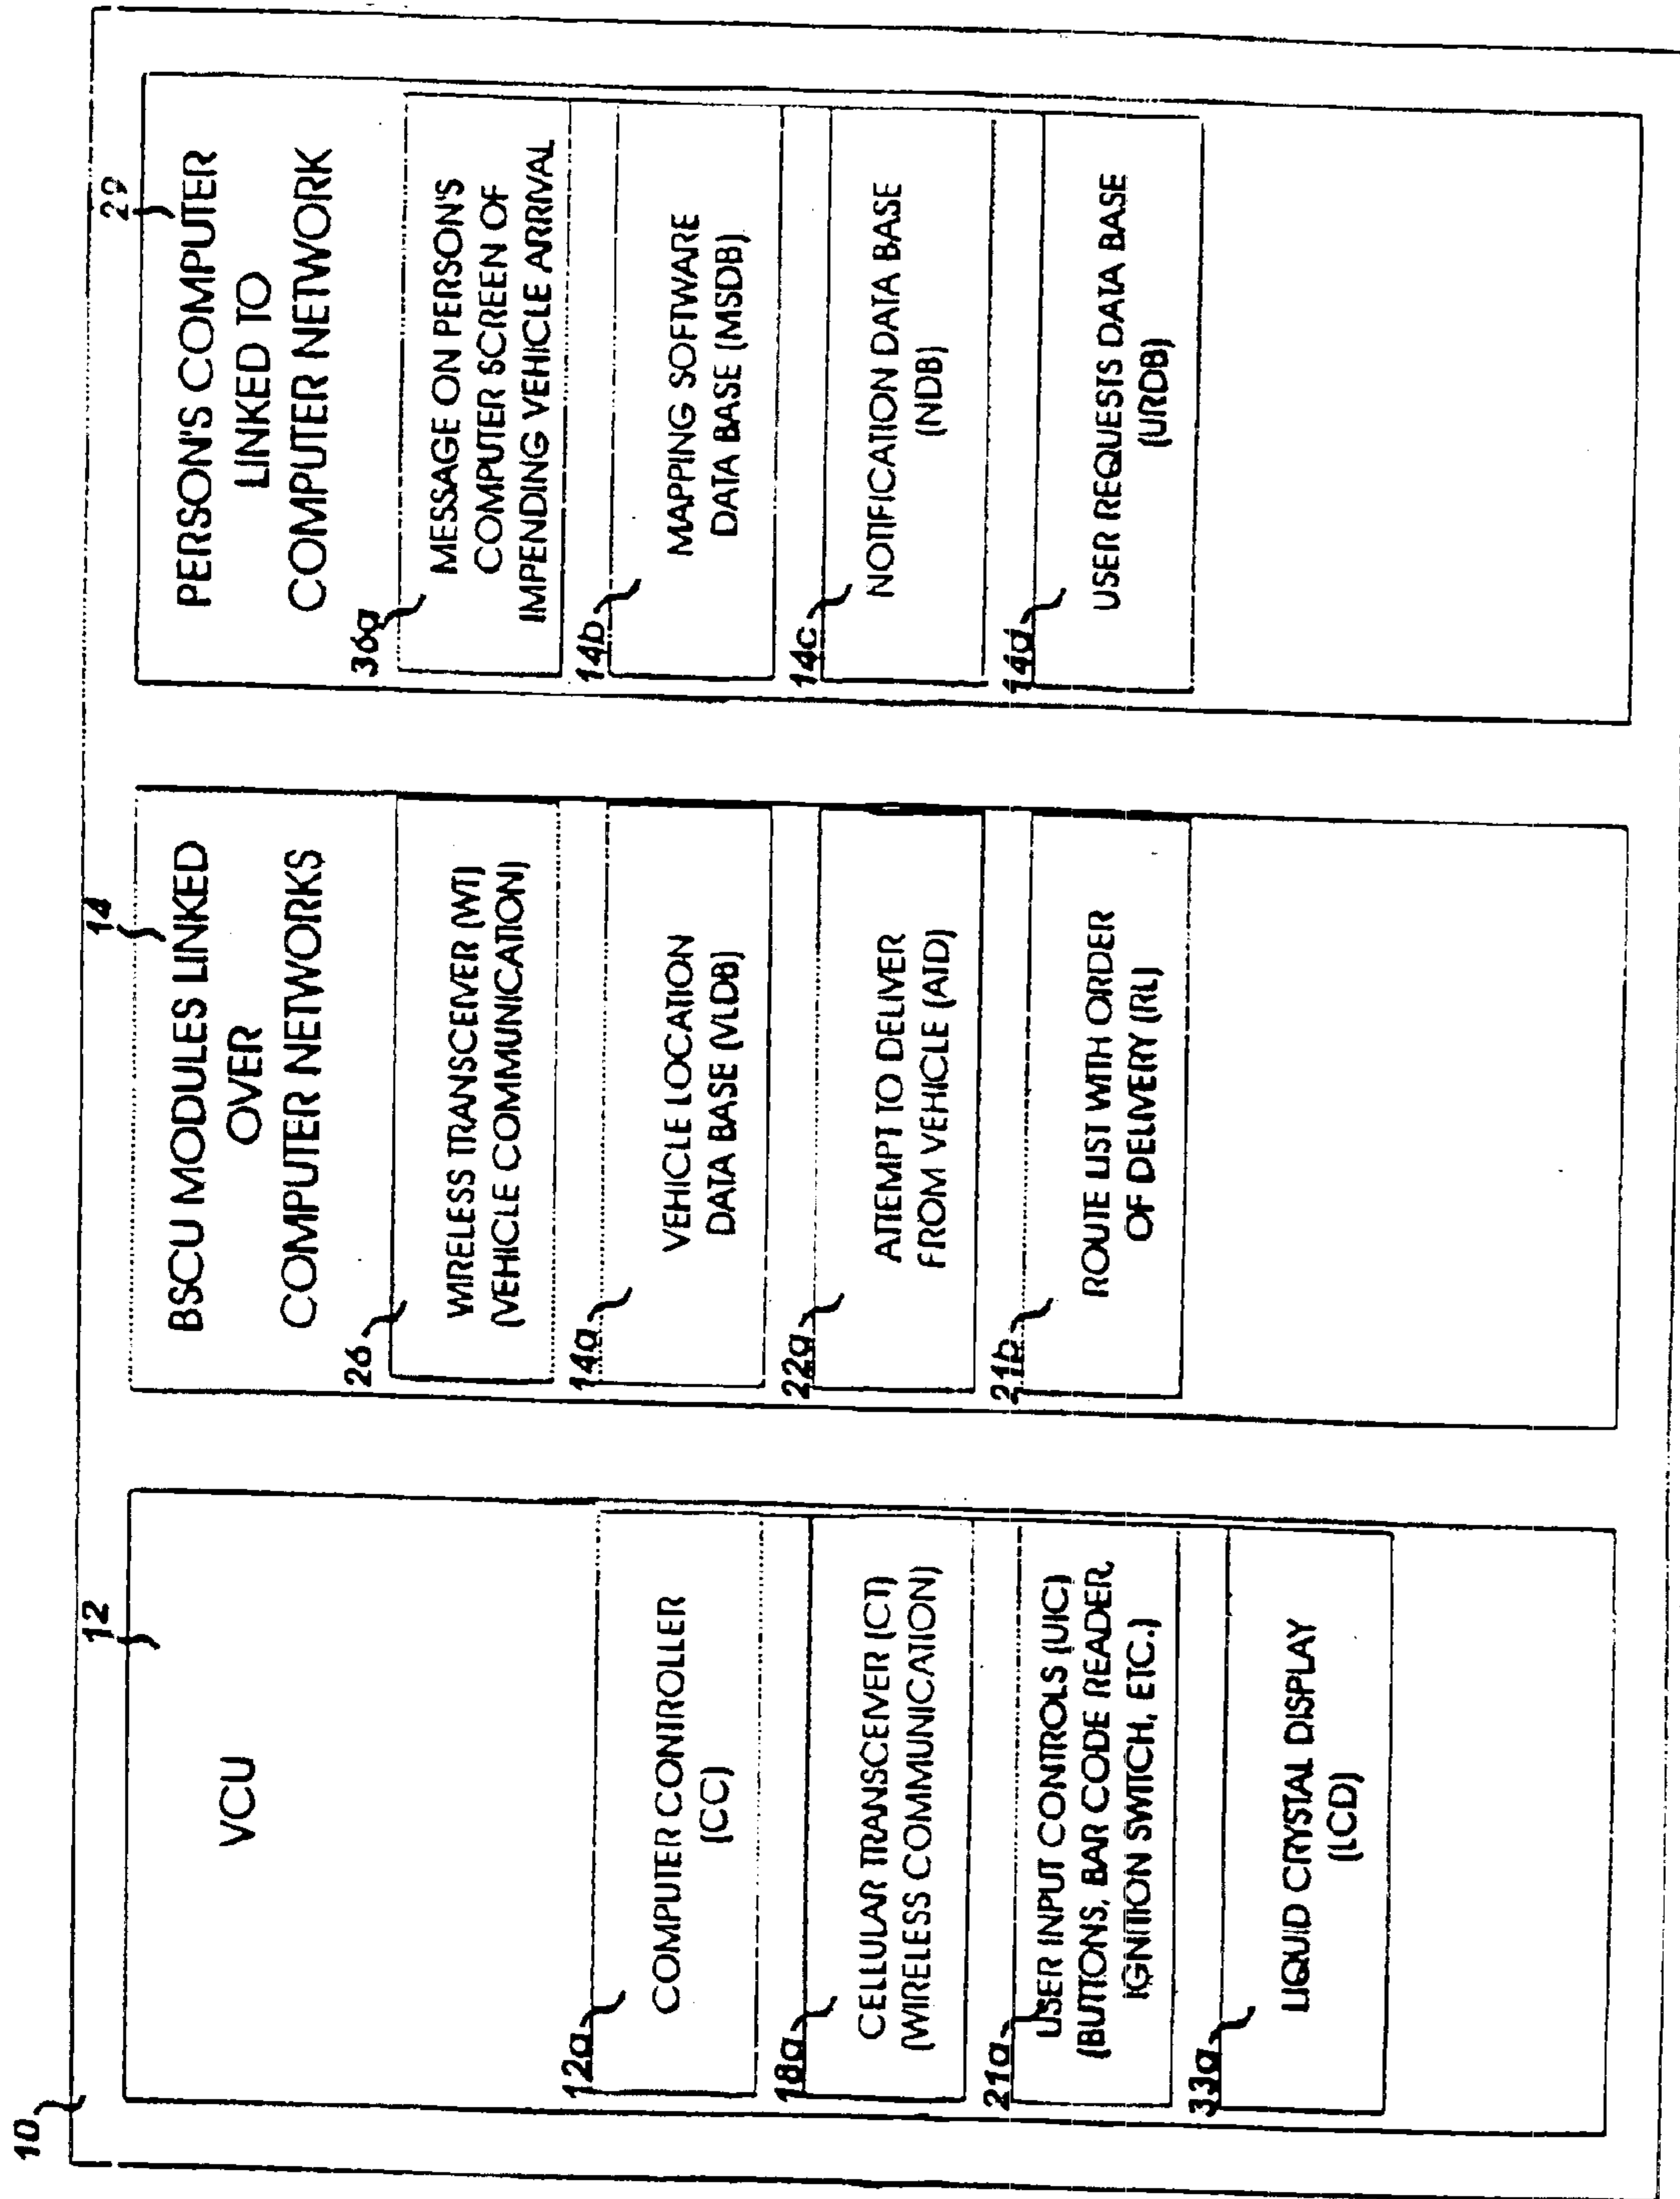 10
12
VCU
12a
COMPUTER CONTROLLER
(CC)
18a
CELLULAR TRANSCEIVER (CT)
(WIRELESS COMMUNICATION)
21a
USER INPUT CONTROLS (UIC)
(BUTTONS, BAR CODE READER,
IGNITION SWITCH, ETC.)
33a
LIQUID CRYSTAL DISPLAY
(LCD)
14
BSCU MODULES LINKED
OVER
COMPUTER NETWORKS
26
WIRELESS TRANSCEIVER (WT)
(VEHICLE COMMUNICATION)
14a
VEHICLE LOCATION
DATA BASE (VLDB)
22a
ATTEMPT TO DELIVER
FROM VEHICLE (ATD)
21b
ROUTE LIST WITH ORDER
OF DELIVERY (RL)
29
PERSON'S COMPUTER
LINKED TO
COMPUTER NETWORK
36a
MESSAGE ON PERSON'S
COMPUTER SCREEN OF
IMPENDING VEHICLE ARRIVAL
14b
MAPPING SOFTWARE
DATA BASE (MSDB)
14c
NOTIFICATION DATA BASE
(NDB)
14d
USER REQUESTS DATA BASE
(URDB)